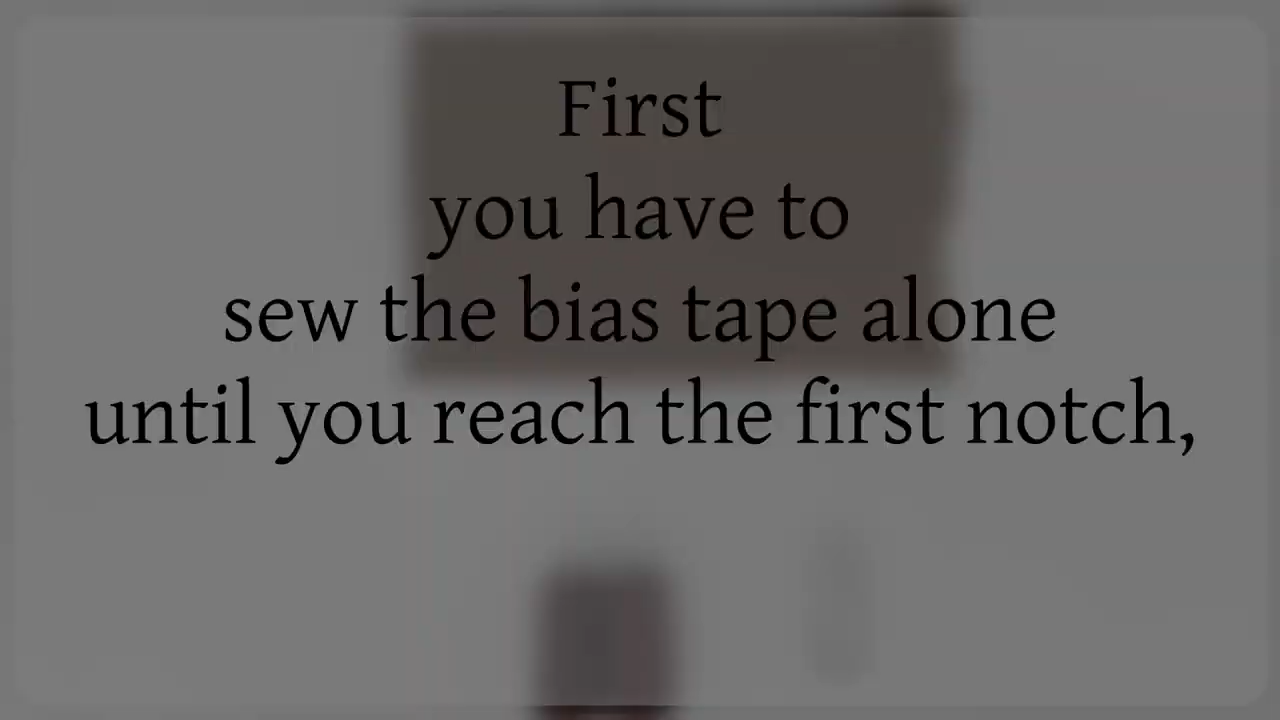 First
you have to
sew the bias tape alone
until you reach the first notch,